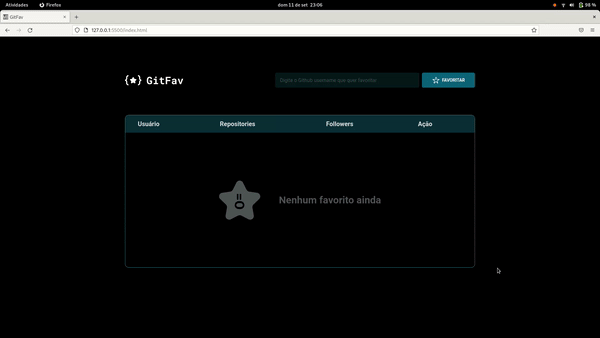 Atividades Firefox dom 11 de set 23:06 98 %
GitFav
127.0.0.1:5500/index.html
GitFav Digite o Github username que quer favoritar FAVORITAR
Usuário Repositories Followers Ação
Nenhum favorito ainda